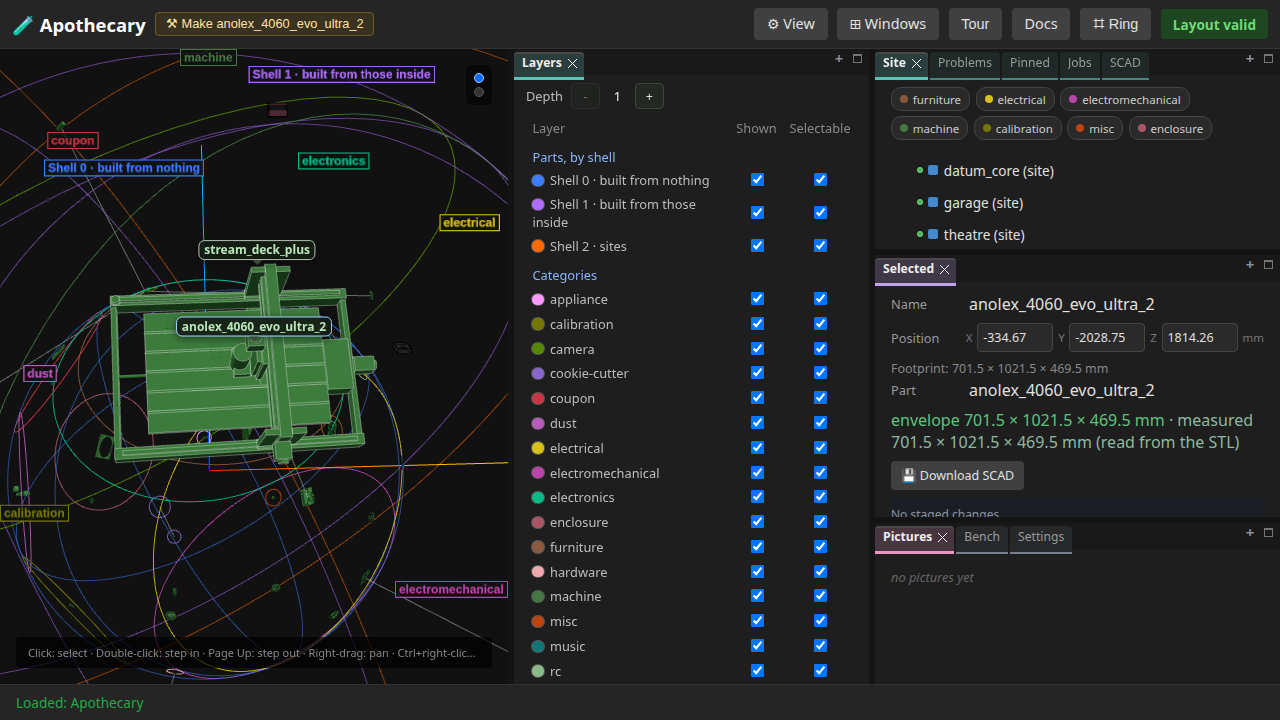 🧪 Apothecary
⚒ Make anolex_4060_evo_ultra_2
⚙ View
⊞ Windows
Tour
Docs
⌗ Ring
Layout valid
machine
Shell 1 · built from those inside
coupon
Shell 0 · built from nothing
electronics
electrical
stream_deck_plus
anolex_4060_evo_ultra_2
dust
calibration
electromechanical
Click: select · Double-click: step in · Page Up: step out · Right-drag: pan · Ctrl+right-clic...
Layers
Depth - 1 +
Layer Shown Selectable
Parts, by shell
Shell 0 · built from nothing
Shell 1 · built from those
inside
Shell 2 · sites
Categories
appliance
calibration
camera
cookie-cutter
coupon
dust
electrical
electromechanical
electronics
enclosure
furniture
hardware
machine
misc
music
rc
Site Problems Pinned Jobs SCAD
furniture electrical electromechanical
machine calibration misc enclosure
datum_core (site)
garage (site)
theatre (site)
Selected
Name anolex_4060_evo_ultra_2
Position X -334.67 Y -2028.75 Z 1814.26 mm
Footprint: 701.5 × 1021.5 × 469.5 mm
Part anolex_4060_evo_ultra_2
envelope 701.5 × 1021.5 × 469.5 mm · measured
701.5 × 1021.5 × 469.5 mm (read from the STL)
💾 Download SCAD
No staged changes
Pictures Bench Settings
no pictures yet
Loaded: Apothecary